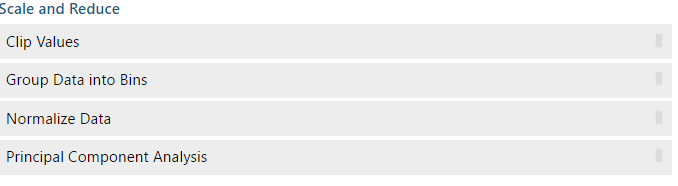 Scale and Reduce
Clip Values
Group Data into Bins
Normalize Data
Principal Component Analysis